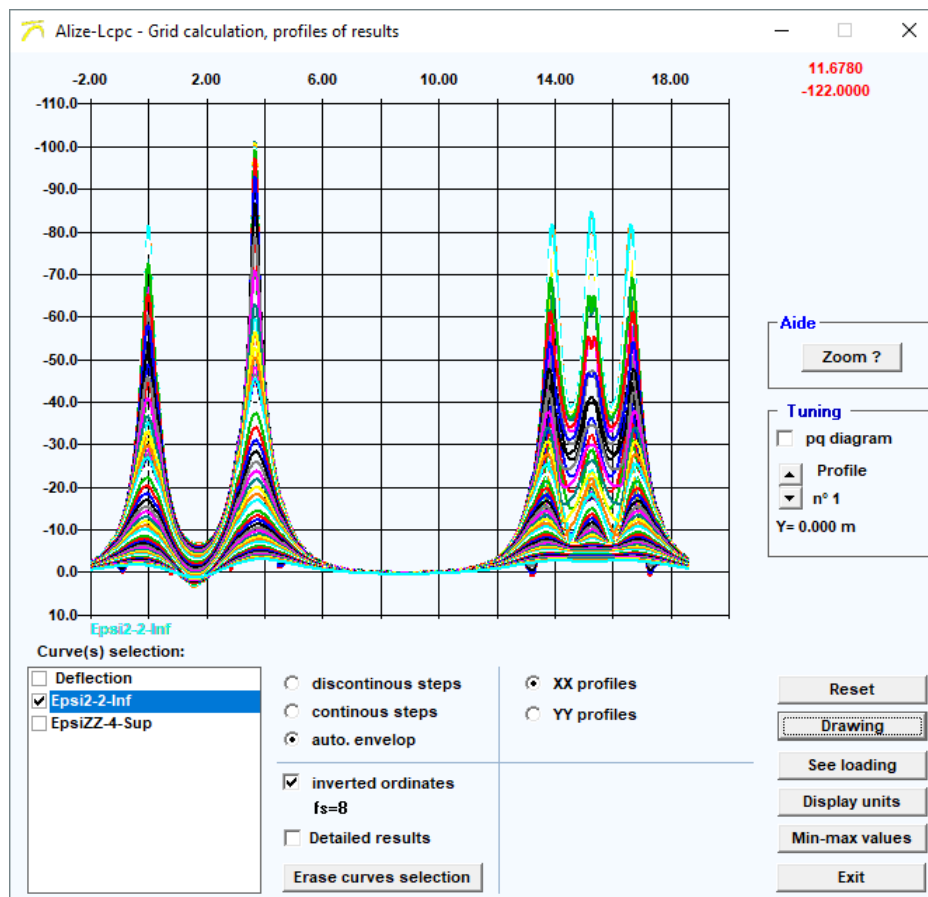 Alize-Lcpc - Grid calculation, profiles of results
11.6780
-122.0000
-2.00 2.00 6.00 10.00 14.00 18.00
-110.0
-100.0
-90.0
-80.0
-70.0
-60.0
-50.0
-40.0
-30.0
-20.0
-10.0
0.0
10.0
Epsi2-2-Inf
Aide
Zoom ?
Tuning
pq diagram
Profile
n° 1
Y= 0.000 m
Curve(s) selection:
Deflection
Epsi2-2-Inf
EpsiZZ-4-Sup
discontinous steps
continous steps
auto. envelop
inverted ordinates
fs=8
Detailed results
Erase curves selection
XX profiles
YY profiles
Reset
Drawing
See loading
Display units
Min-max values
Exit